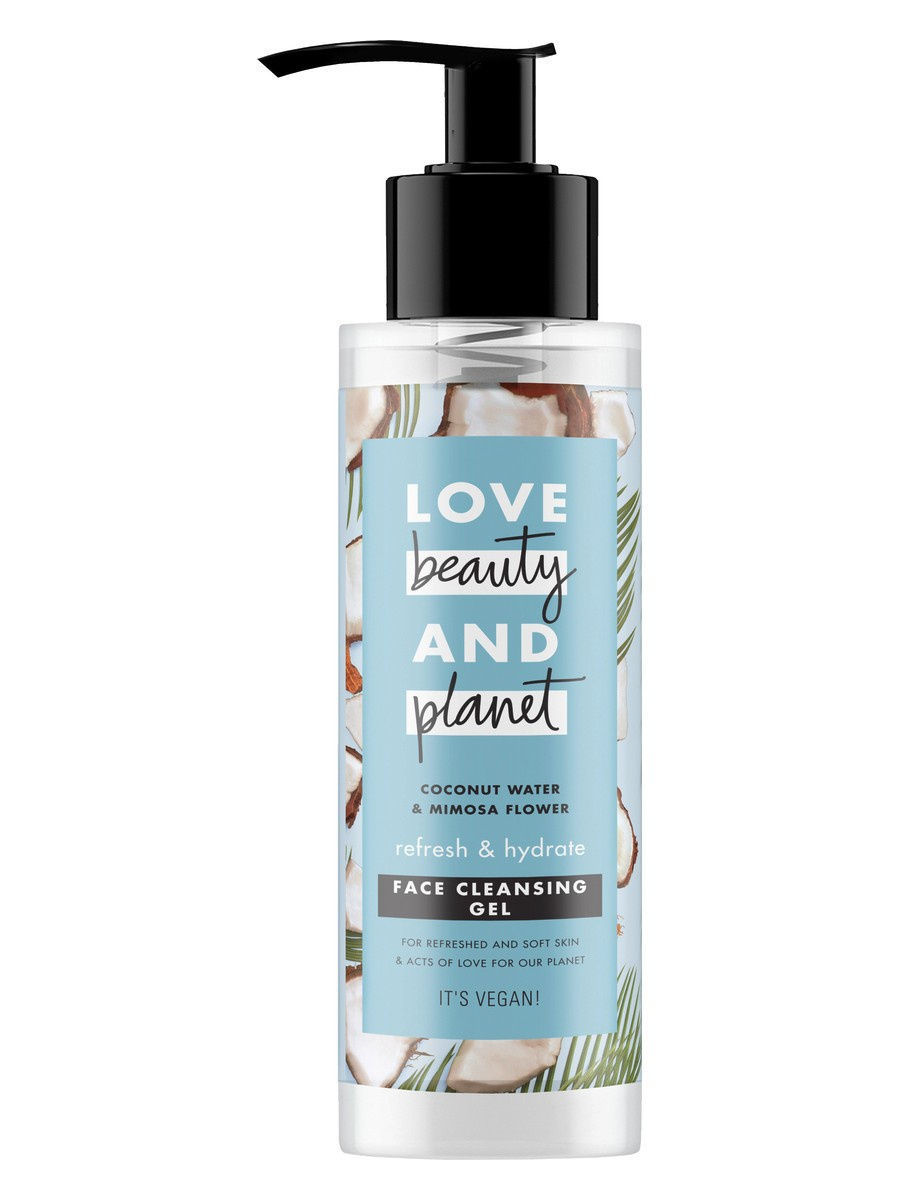 LOVE
beauty
AND
planet
COCONUT WATER
& MIMOSA FLOWER
refresh & hydrate
FACE CLEANSING
GEL
FOR REFRESHED AND SOFT SKIN
& ACTS OF LOVE FOR OUR PLANET
IT'S VEGAN!